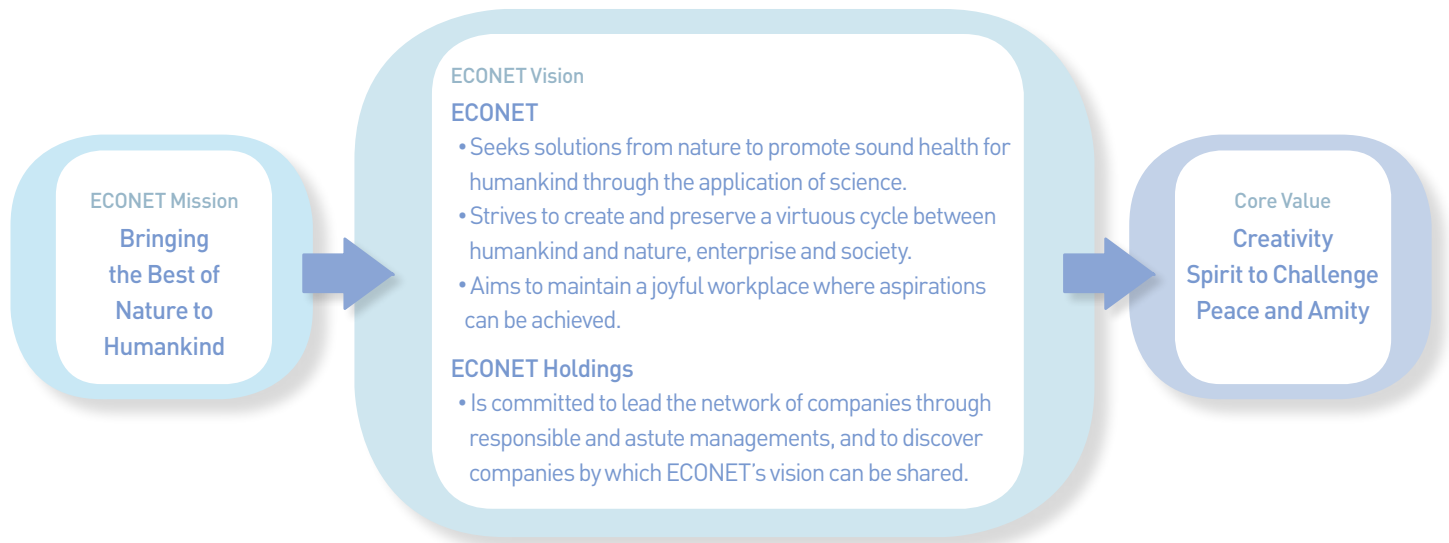 ECONET Mission
Bringing
the Best of
Nature to
Humankind
ECONET Vision
ECONET
• Seeks solutions from nature to promote sound health for
humankind through the application of science.
• Strives to create and preserve a virtuous cycle between
humankind and nature, enterprise and society.
• Aims to maintain a joyful workplace where aspirations
can be achieved.
ECONET Holdings
• Is committed to lead the network of companies through
responsible and astute managements, and to discover
companies by which ECONET's vision can be shared.
Core Value
Creativity
Spirit to Challenge
Peace and Amity